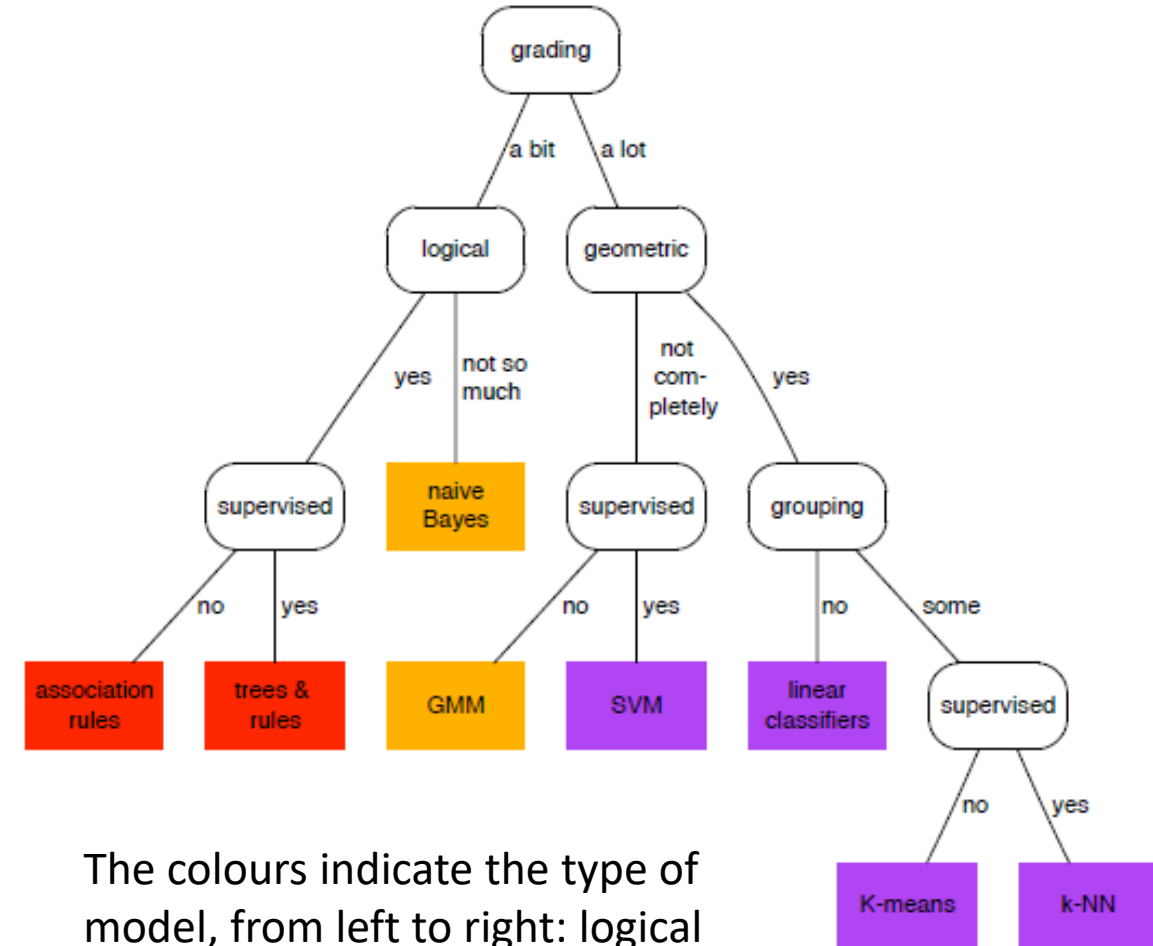 grading
a bit
a lot
logical
geometric
yes
not so
much
not
com-
pletely
yes
supervised
naive
Bayes
supervised
grouping
no
yes
no
yes
no
some
association
rules
trees &
rules
GMM
SVM
linear
classifiers
supervised
no
yes
The colours indicate the type of
model, from left to right: logical
K-means
k-NN